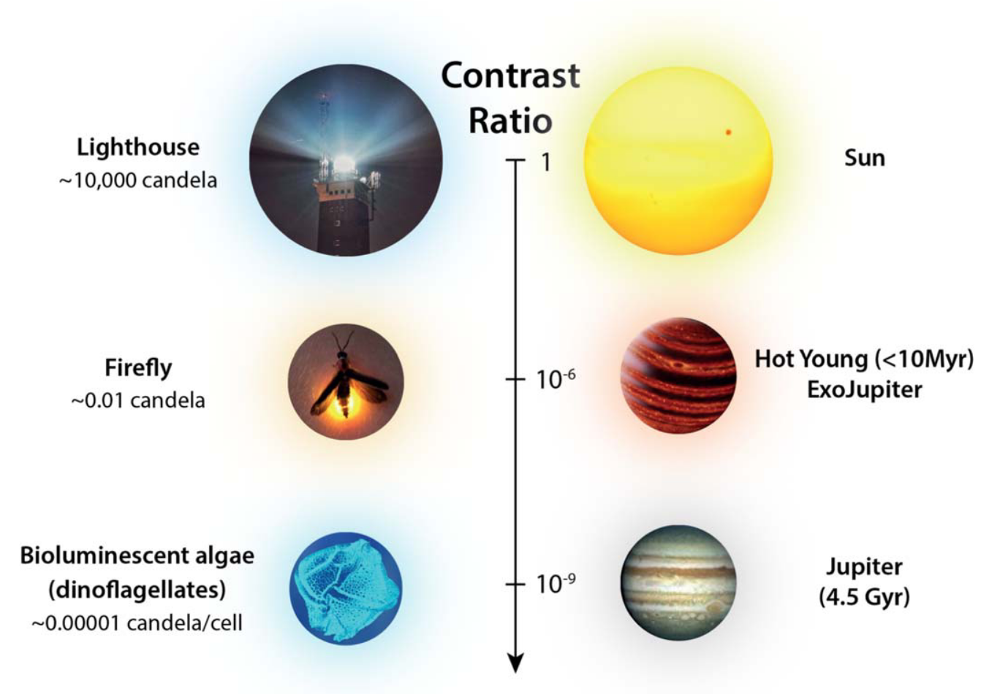 Contrast
Ratio
Lighthouse
~10,000 candela
1
Sun
Firefly
~0.01 candela
10⁻⁶
Hot Young (<10Myr)
ExoJupiter
Bioluminescent algae
(dinoflagellates)
~0.00001 candela/cell
10⁻⁹
Jupiter
(4.5 Gyr)